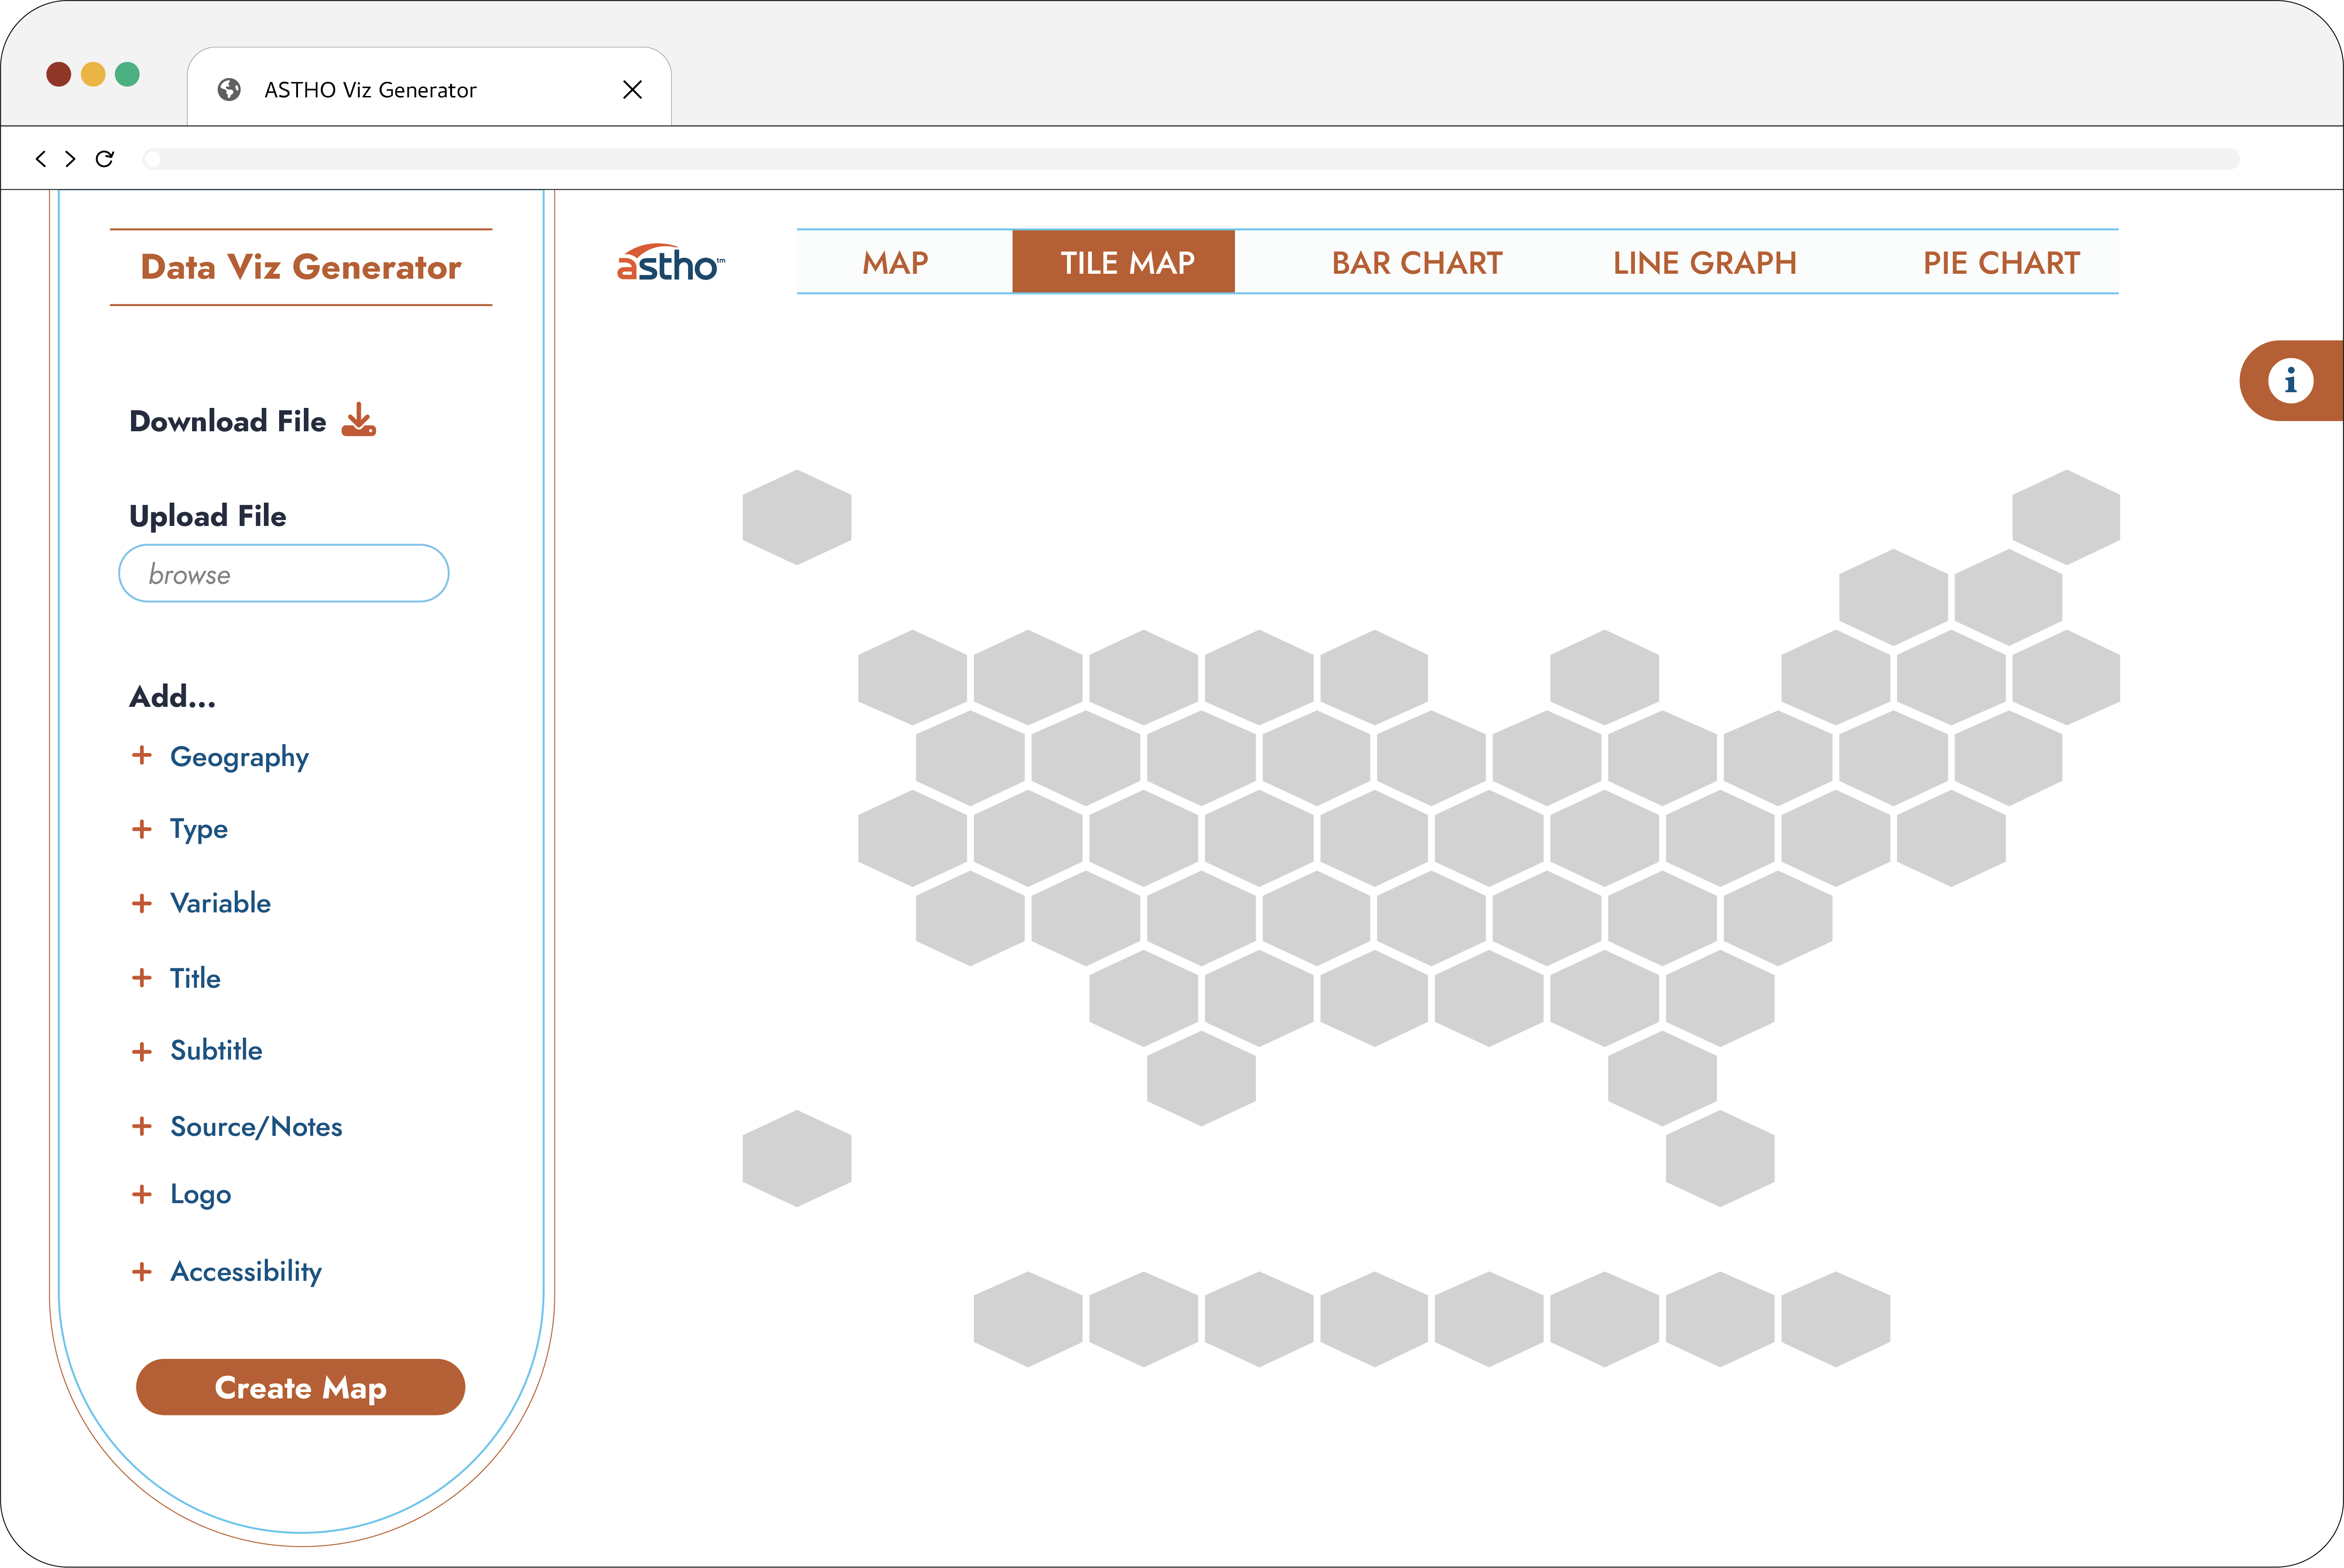 ASTHO Viz Generator
Data Viz Generator
astho™
MAP
TILE MAP
BAR CHART
LINE GRAPH
PIE CHART
i
Download File
Upload File
browse
Add...
+ Geography
+ Type
+ Variable
+ Title
+ Subtitle
+ Source/Notes
+ Logo
+ Accessibility
Create Map